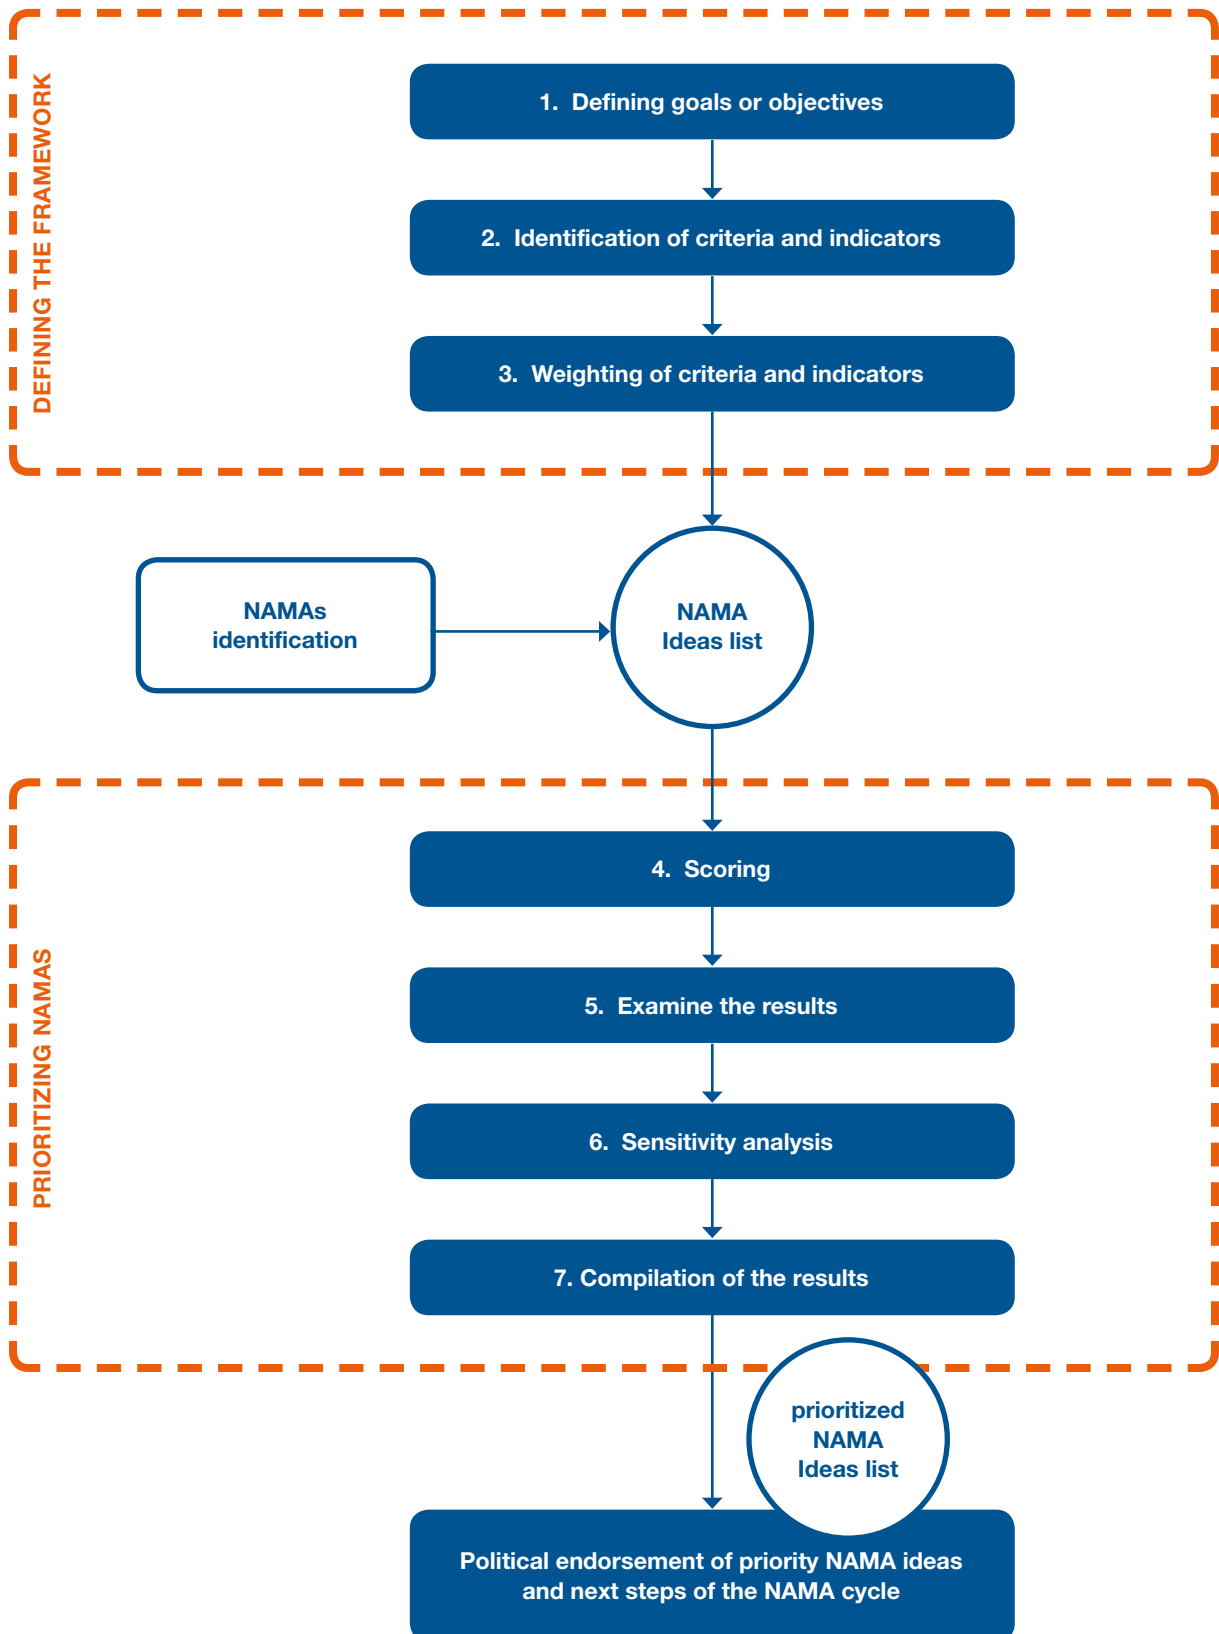 DEFINING THE FRAMEWORK
1. Defining goals or objectives
2. Identification of criteria and indicators
3. Weighting of criteria and indicators
NAMAs
identification
NAMA
Ideas list
PRIORITIZING NAMAS
4. Scoring
5. Examine the results
6. Sensitivity analysis
7. Compilation of the results
prioritized
NAMA
Ideas list
Political endorsement of priority NAMA ideas
and next steps of the NAMA cycle